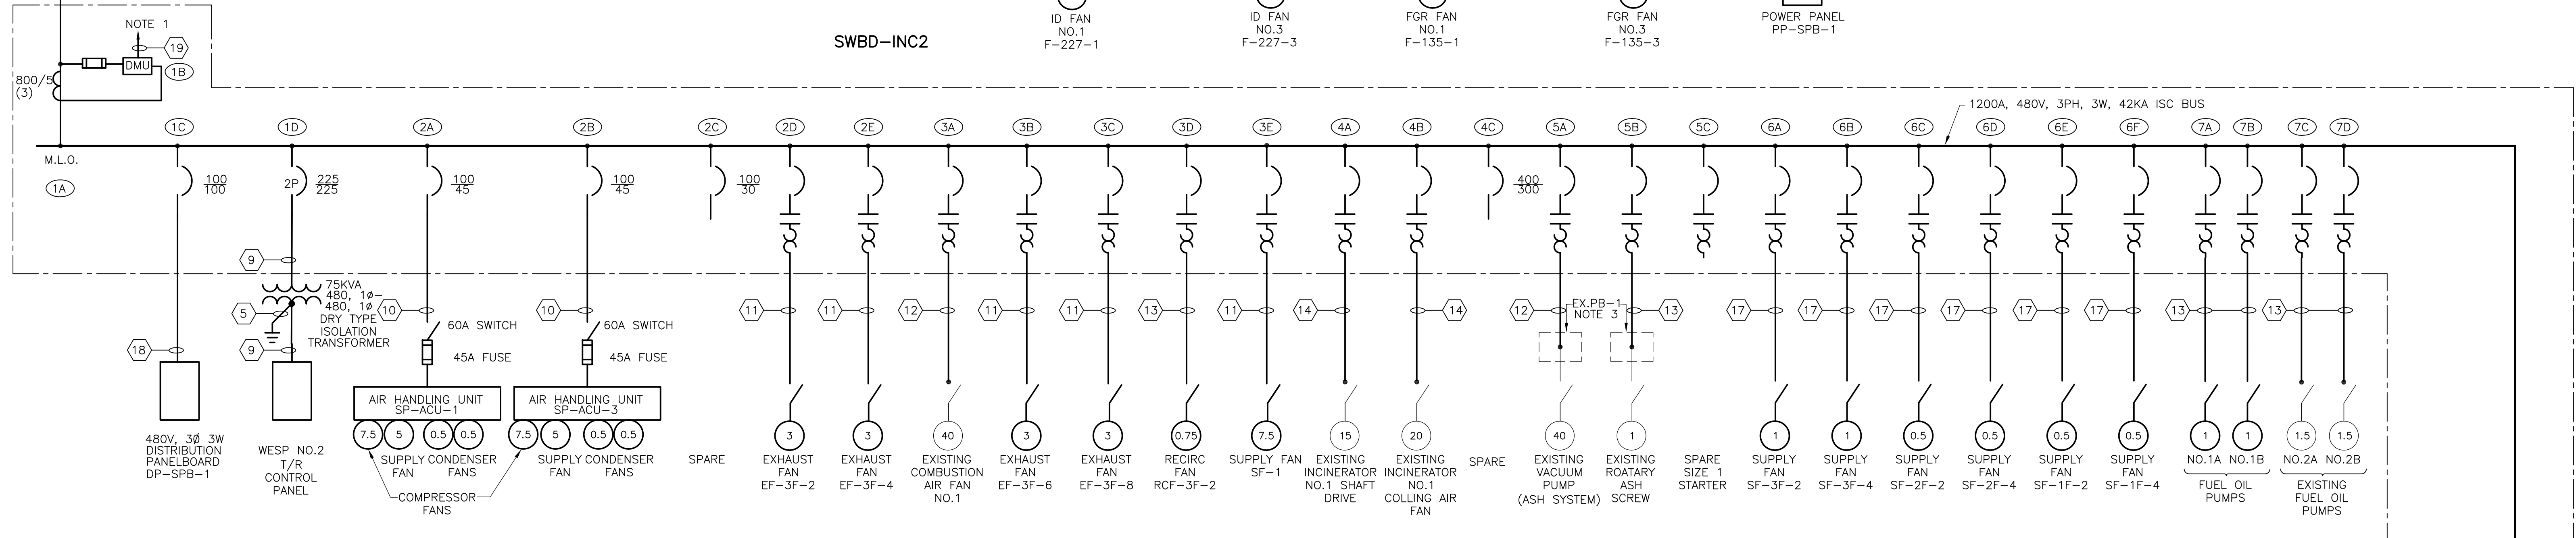 ID FAN
NO.1
F-227-1
ID FAN
NO.3
F-227-3
FGR FAN
NO.1
F-135-1
FGR FAN
NO.3
F-135-3
POWER PANEL
PP-SPB-1
SWBD-INC2
NOTE 1
19
DMU
1B
800/5
(3)
1200A, 480V, 3PH, 3W, 42KA ISC BUS
1C
1D
2A
2B
2C
2D
2E
3A
3B
3C
3D
3E
4A
4B
4C
5A
5B
5C
6A
6B
6C
6D
6E
6F
7A
7B
7C
7D
M.L.O.
1A
100
100
2P
225
225
100
45
100
45
100
30
400
300
9
75KVA
480, 1ø-
480, 1ø
DRY TYPE
ISOLATION
TRANSFORMER
5
9
18
10
60A SWITCH
45A FUSE
10
60A SWITCH
45A FUSE
11
11
12
11
11
13
11
14
14
12
EX.PB-1
NOTE 3
13
17
17
17
17
17
17
13
13
AIR HANDLING UNIT
SP-ACU-1
AIR HANDLING UNIT
SP-ACU-3
7.5
5
0.5
0.5
7.5
5
0.5
0.5
3
3
40
3
3
0.75
7.5
15
20
40
1
1
1
0.5
0.5
0.5
0.5
1
1
1.5
1.5
480V, 3Ø 3W
DISTRIBUTION
PANELBOARD
DP-SPB-1
WESP NO.2
T/R
CONTROL
PANEL
SUPPLY
FAN
CONDENSER
FANS
SUPPLY
FAN
CONDENSER
FANS
COMPRESSOR
FANS
SPARE
EXHAUST
FAN
EF-3F-2
EXHAUST
FAN
EF-3F-4
EXISTING
COMBUSTION
AIR FAN
NO.1
EXHAUST
FAN
EF-3F-6
EXHAUST
FAN
EF-3F-8
RECIRC
FAN
RCF-3F-2
SUPPLY FAN
SF-1
EXISTING
INCINERATOR
NO.1 SHAFT
DRIVE
EXISTING
INCINERATOR
NO.1
COLLING AIR
FAN
SPARE
EXISTING
VACUUM
PUMP
(ASH SYSTEM)
EXISTING
ROATARY
ASH
SCREW
SPARE
SIZE 1
STARTER
SUPPLY
FAN
SF-3F-2
SUPPLY
FAN
SF-3F-4
SUPPLY
FAN
SF-2F-2
SUPPLY
FAN
SF-2F-4
SUPPLY
FAN
SF-1F-2
SUPPLY
FAN
SF-1F-4
NO.1A NO.1B
FUEL OIL
PUMPS
NO.2A NO.2B
EXISTING
FUEL OIL
PUMPS